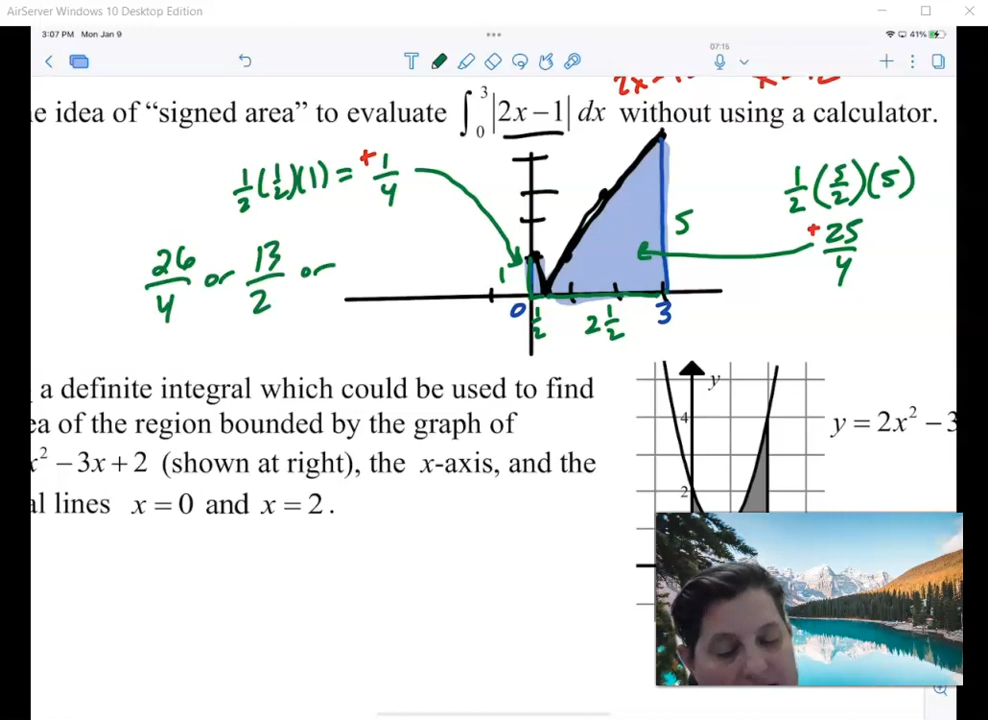 AirServer Windows 10 Desktop Edition
3:07 PM Mon Jan 9
41%
07:15
e idea of “signed area” to evaluate ∫₀³ |2x − 1| dx without using a calculator.
½(½)(1) = +1/4
½(5/2)(5)
+25/4
26/4 or 13/2 or
5
1
0
½
2½
3
a definite integral which could be used to find
ea of the region bounded by the graph of
x² − 3x + 2 (shown at right), the x-axis, and the
al lines x = 0 and x = 2.
y
4
2
y = 2x² − 3